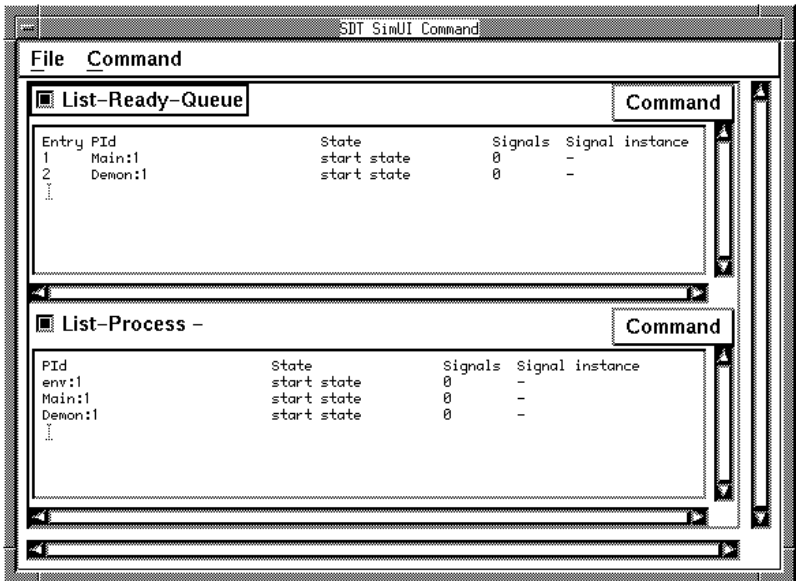 SDT SimUI Command
File Command
List-Ready-Queue Command
Entry PId State Signals Signal instance
1 Main:1 start state 0 -
2 Demon:1 start state 0 -
List-Process - Command
PId State Signals Signal instance
env:1 start state 0 -
Main:1 start state 0 -
Demon:1 start state 0 -